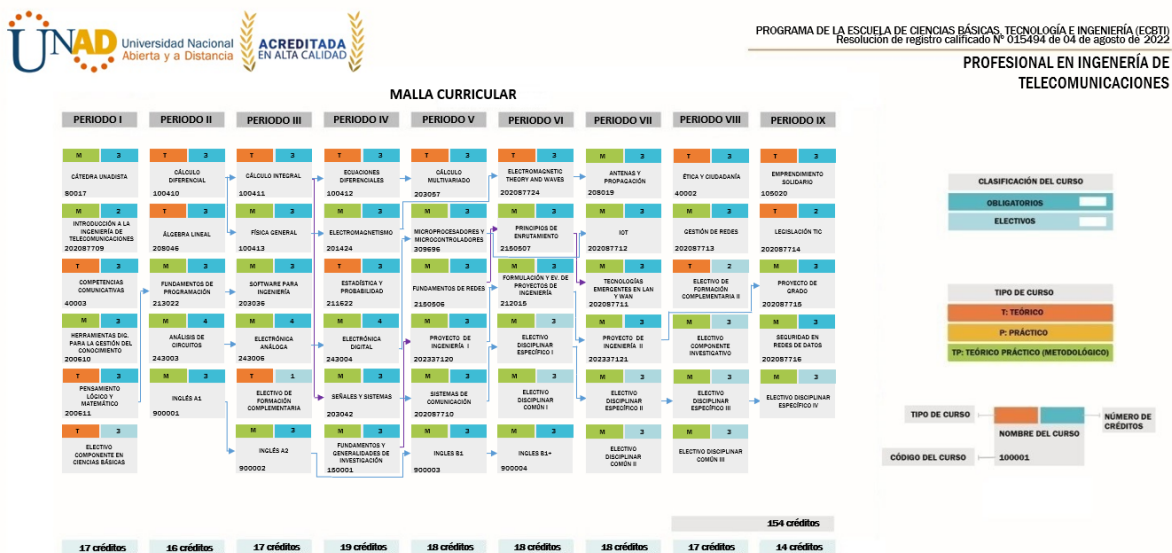 UNAD
Universidad Nacional
Abierta y a Distancia
ACREDITADA
EN ALTA CALIDAD
PROGRAMA DE LA ESCUELA DE CIENCIAS BÁSICAS, TECNOLOGÍA E INGENIERÍA (ECBTI)
Resolución de registro calificado N° 015494 de 04 de agosto de 2022
PROFESIONAL EN INGENERÍA DE
TELECOMUNICACIONES
MALLA CURRICULAR
PERIODO I
M 3
CÁTEDRA UNADISTA
80017
M 2
INTRODUCCIÓN A LA
INGENIERÍA DE
TELECOMUNICACIONES
202087709
T 3
COMPETENCIAS
COMUNICATIVAS
40003
M 3
HERRAMIENTAS DIG.
PARA LA GESTIÓN DEL
CONOCIMIENTO
200610
T 3
PENSAMIENTO
LÓGICO Y
MATEMÁTICO
200611
T 3
ELECTIVO
COMPONENTE EN
CIENCIAS BÁSICAS
17 créditos
PERIODO II
T 3
CÁLCULO
DIFERENCIAL
100410
T 3
ÁLGEBRA LINEAL
208046
M 3
FUNDAMENTOS DE
PROGRAMACIÓN
213022
M 4
ANÁLISIS DE
CIRCUITOS
243003
M 3
INGLÉS A1
900001
16 créditos
PERIODO III
T 3
CÁLCULO INTEGRAL
100411
M 3
FÍSICA GENERAL
100413
M 3
SOFTWARE PARA
INGENIERÍA
203036
M 4
ELECTRÓNICA
ANÁLOGA
243006
T 1
ELECTIVO DE
FORMACIÓN
COMPLEMENTARIA
M 3
INGLÉS A2
900002
17 créditos
PERIODO IV
T 3
ECUACIONES
DIFERENCIALES
100412
M 3
ELECTROMAGNETISMO
201424
T 3
ESTADÍSTICA Y
PROBABILIDAD
211622
M 4
ELECTRÓNICA
DIGITAL
243004
M 3
SEÑALES Y SISTEMAS
203042
M 3
FUNDAMENTOS Y
GENERALIDADES DE
INVESTIGACIÓN
150001
19 créditos
PERIODO V
T 3
CÁLCULO
MULTIVARIADO
203057
M 3
MICROPROCESADORES Y
MICROCONTROLADORES
309696
M 3
FUNDAMENTOS DE REDES
2150506
M 3
PROYECTO DE
INGENIERÍA I
202337120
M 3
SISTEMAS DE
COMUNICACIÓN
202087710
M 3
INGLES B1
900003
18 créditos
PERIODO VI
T 3
ELECTROMAGNETIC
THEORY AND WAVES
202087724
M 3
PRINCIPIOS DE
ENRUTAMIENTO
2150507
M 3
FORMULACIÓN Y EV. DE
PROYECTOS DE
INGENIERÍA
212015
M 3
ELECTIVO
DISCIPLINAR
ESPECÍFICO I
M 3
ELECTIVO
DISCIPLINAR
COMÚN I
M 3
INGLES B1+
900004
18 créditos
PERIODO VII
M 3
ANTENAS Y
PROPAGACIÓN
208019
M 3
IOT
202087712
M 3
TECNOLOGÍAS
EMERGENTES EN LAN
Y WAN
202087711
M 3
PROYECTO DE
INGENIERÍA II
202337121
M 3
ELECTIVO
DISCIPLINAR
ESPECÍFICO II
M 3
ELECTIVO
DISCIPLINAR
COMÚN II
18 créditos
PERIODO VIII
T 3
ÉTICA Y CIUDADANÍA
40002
M 3
GESTIÓN DE REDES
202087713
T 2
ELECTIVO DE
FORMACIÓN
COMPLEMENTARIA II
M 3
ELECTIVO
COMPONENTE
INVESTIGATIVO
M 3
ELECTIVO
DISCIPLINAR
ESPECÍFICO III
M 3
ELECTIVO DISCIPLINAR
COMÚN III
17 créditos
PERIODO IX
T 3
EMPRENDIMIENTO
SOLIDARIO
105020
T 2
LEGISLACIÓN TIC
202087714
M 3
PROYECTO DE
GRADO
202087715
M 3
SEGURIDAD EN
REDES DE DATOS
202087716
M 3
ELECTIVO DISCIPLINAR
ESPECÍFICO IV
154 créditos
14 créditos
CLASIFICACIÓN DEL CURSO
OBLIGATORIOS
ELECTIVOS
TIPO DE CURSO
T: TEÓRICO
P: PRÁCTICO
TP: TEÓRICO PRÁCTICO (METODOLÓGICO)
TIPO DE CURSO
NÚMERO DE
CRÉDITOS
NOMBRE DEL CURSO
CÓDIGO DEL CURSO
100001